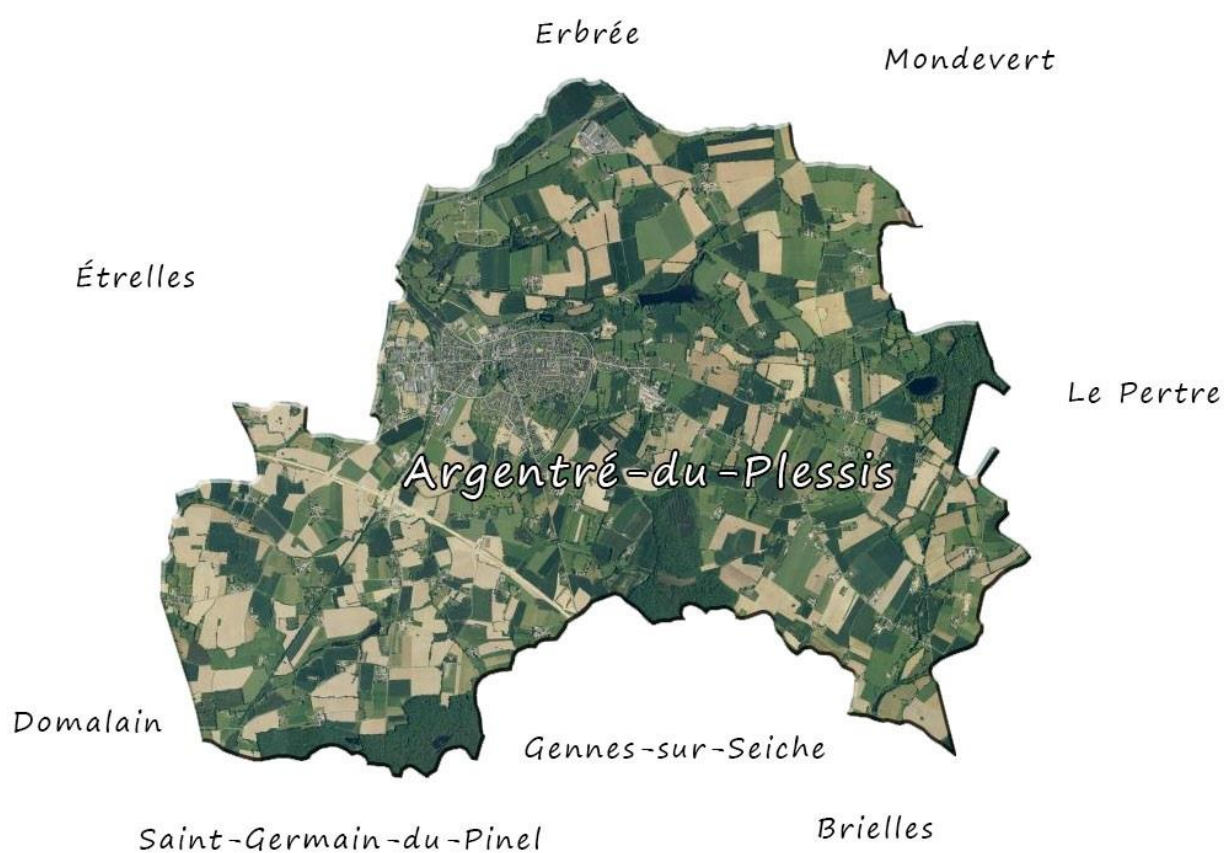 Erbrée
Mondevert
Étrelles
Le Pertre
Argentré-du-Plessis
Domalain
Gennes-sur-Seiche
Saint-Germain-du-Pinel
Brielles